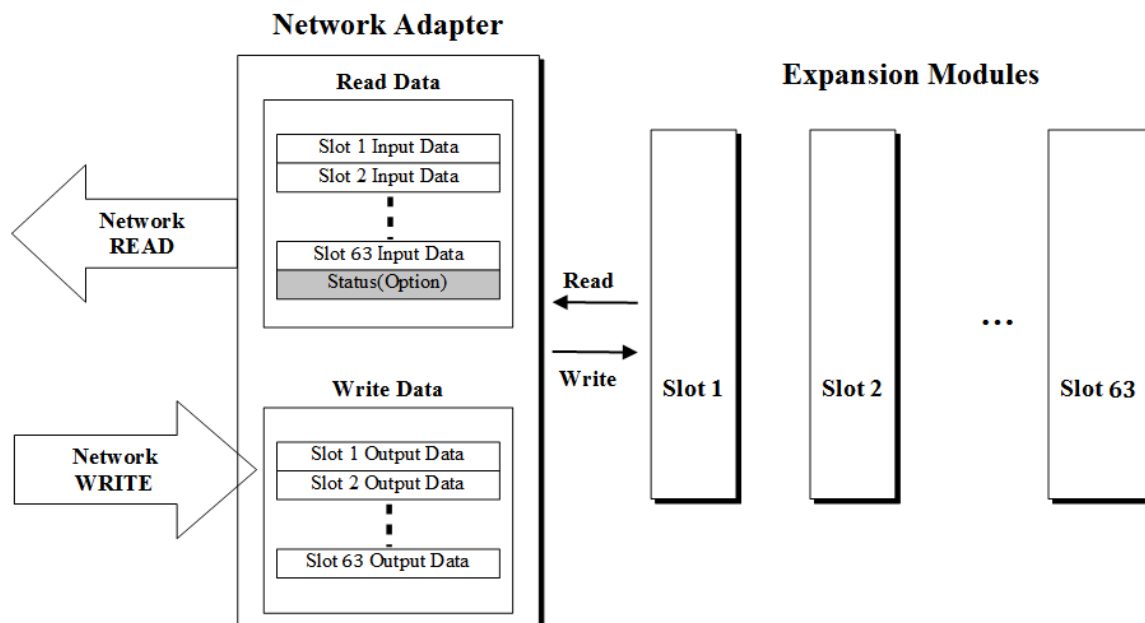 Network Adapter
Read Data
Slot 1 Input Data
Slot 2 Input Data
Slot 63 Input Data
Status(Option)
Network
READ
Write Data
Slot 1 Output Data
Slot 2 Output Data
Slot 63 Output Data
Network
WRITE
Read
Write
Expansion Modules
Slot 1
Slot 2
...
Slot 63